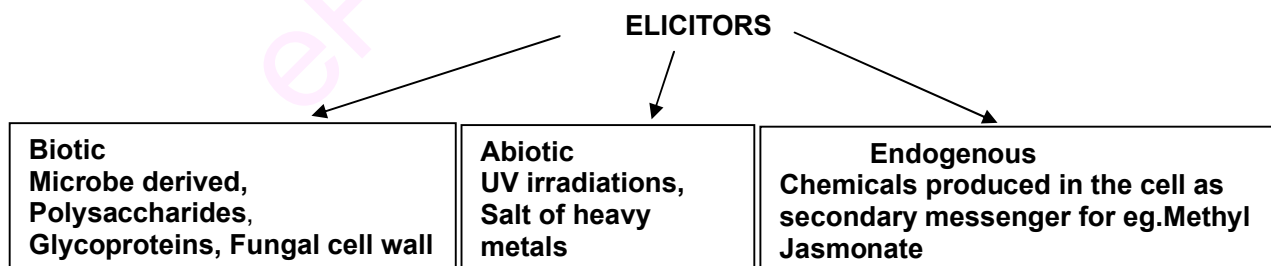 ELICITORS
Biotic
Microbe derived,
Polysaccharides,
Glycoproteins, Fungal cell wall
Abiotic
UV irradiations,
Salt of heavy
metals
Endogenous
Chemicals produced in the cell as
secondary messenger for eg.Methyl
Jasmonate